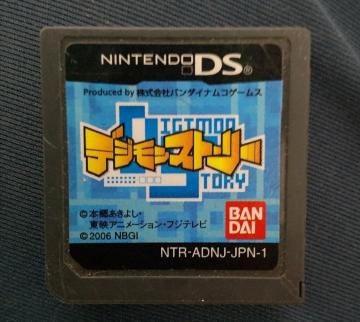 NINTENDO DS®
Produced by 株式会社バンダイナムコゲームス
DIGIMON
デジモンストーリー
STORY
©本郷あきよし・
東映アニメーション・フジテレビ
©2006 NBGI
BAN
DAI
NTR-ADNJ-JPN-1